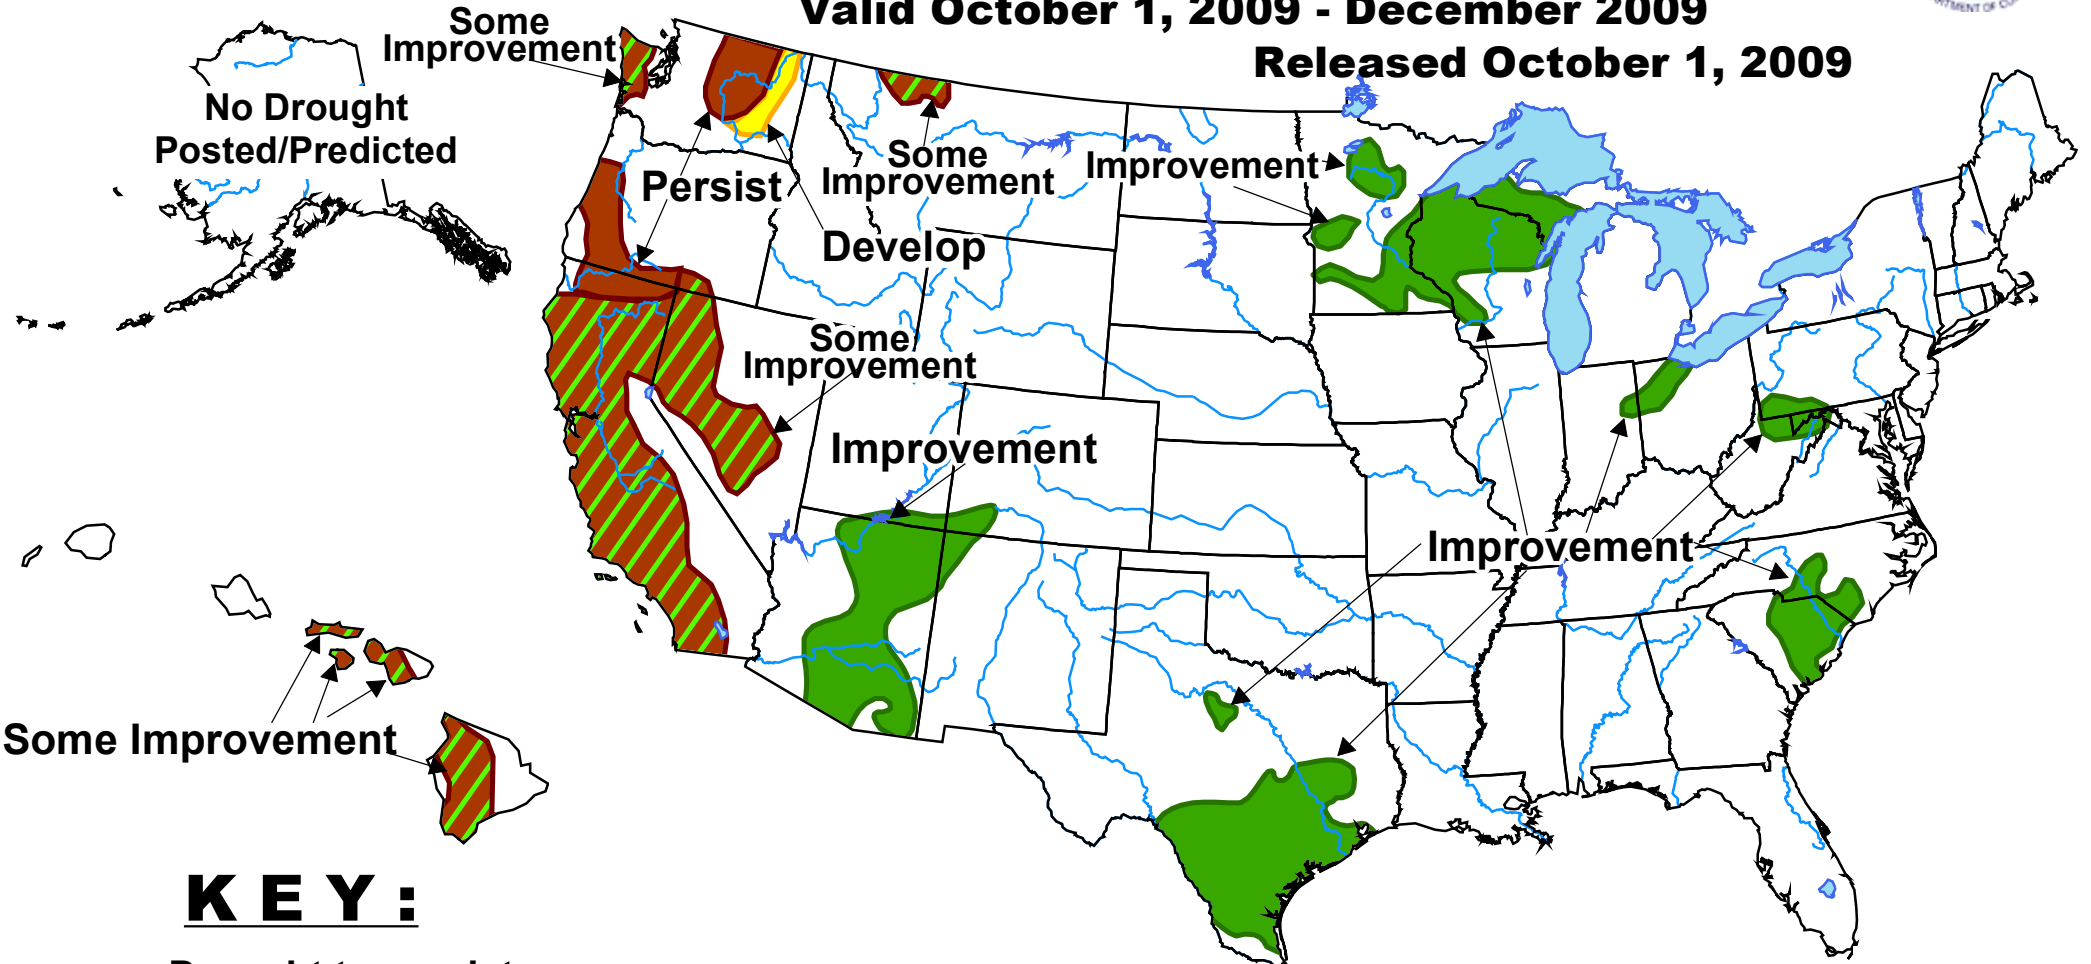 Valid October 1, 2009 - December 2009
Released October 1, 2009
Some
Improvement
No Drought
Posted/Predicted
Persist
Some
Improvement
Improvement
Develop
Some
Improvement
Improvement
Improvement
Some Improvement
KEY: